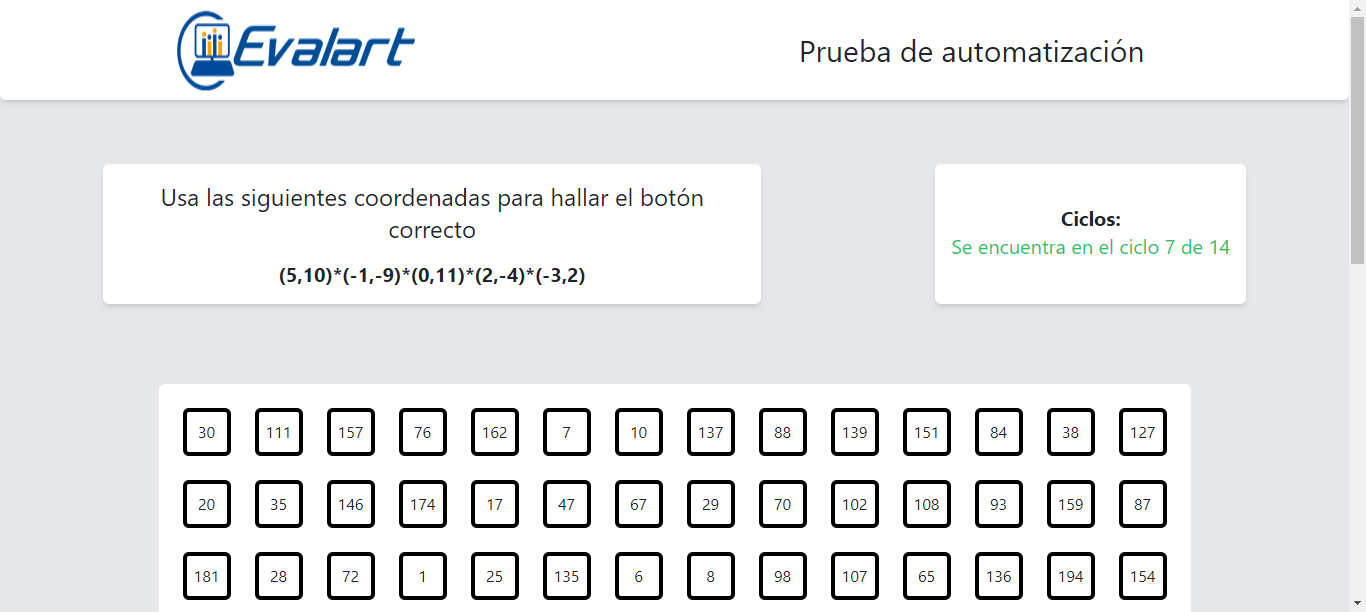 Evalart
Prueba de automatización
Usa las siguientes coordenadas para hallar el botón
correcto
(5,10)*(-1,-9)*(0,11)*(2,-4)*(-3,2)
Ciclos:
Se encuentra en el ciclo 7 de 14
30 111 157 76 162 7 10 137 88 139 151 84 38 127
20 35 146 174 17 47 67 29 70 102 108 93 159 87
181 28 72 1 25 135 6 8 98 107 65 136 194 154